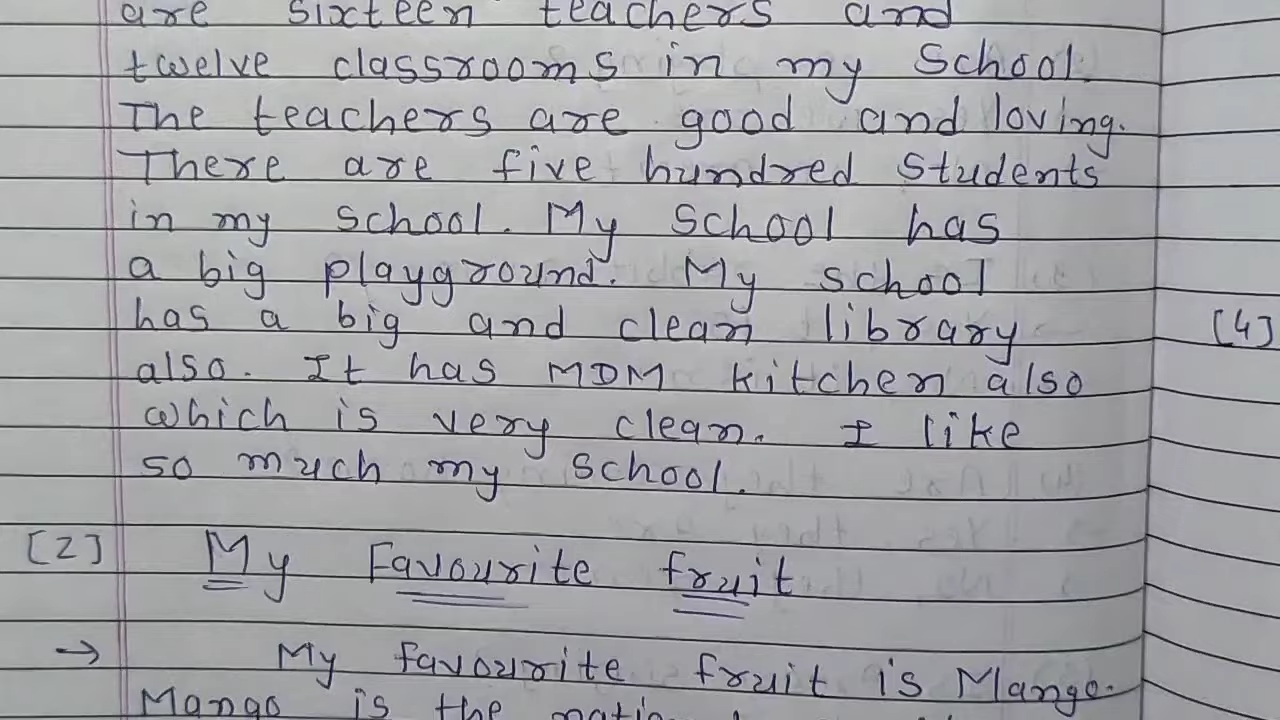 are sixteen teachers and
twelve classrooms in my School.
The teachers are good and loving.
There are five hundred Students
in my school. My School has
a big playground. My school
has a big and clean library
[4]
also. It has MDM kitchen also
which is very clean. I like
so much my School.
[2] My Favourite fruit
→ My favourite fruit is Mango.
Mango is the